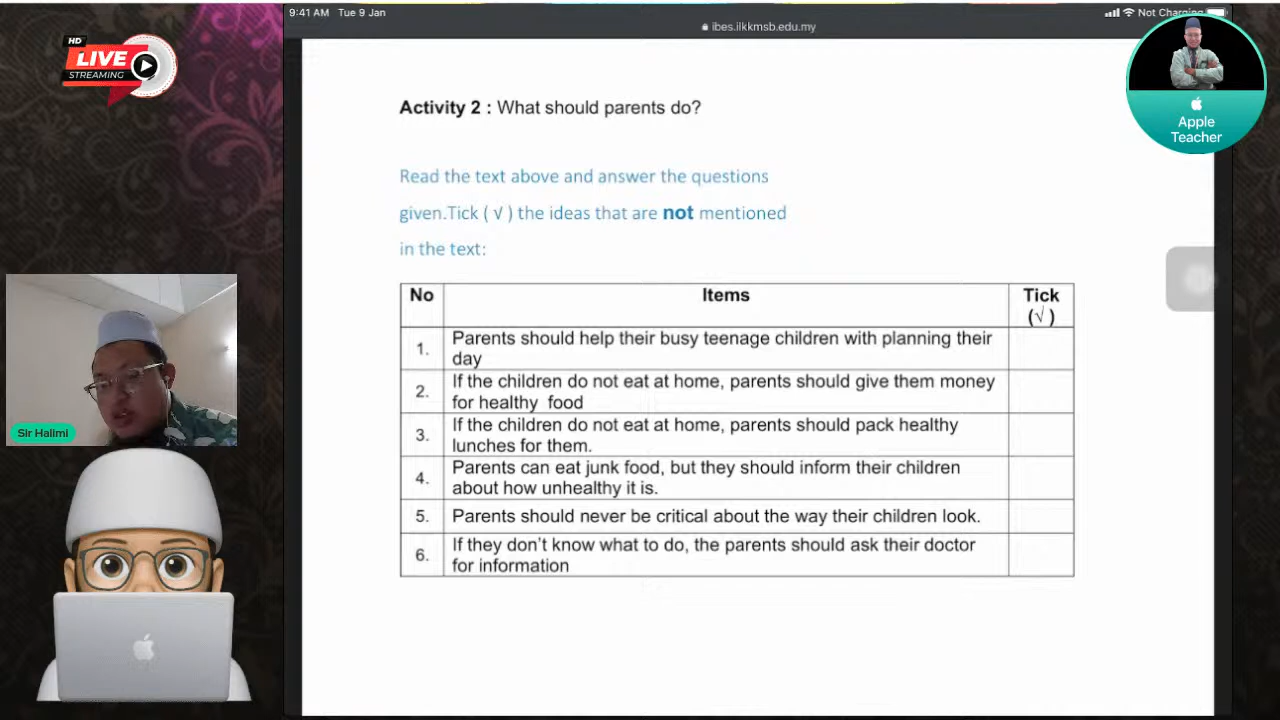 9:41 AM Tue 9 Jan
Not Charging
ibes.ilkkmsb.edu.my
HD
LIVE
STREAMING
Apple
Teacher
Activity 2 : What should parents do?
Read the text above and answer the questions
given.Tick ( √ ) the ideas that are not mentioned
in the text:
No Items Tick
(√ )
1. Parents should help their busy teenage children with planning their
day
2. If the children do not eat at home, parents should give them money
for healthy food
3. If the children do not eat at home, parents should pack healthy
lunches for them.
4. Parents can eat junk food, but they should inform their children
about how unhealthy it is.
5. Parents should never be critical about the way their children look.
6. If they don't know what to do, the parents should ask their doctor
for information
Sir Halimi